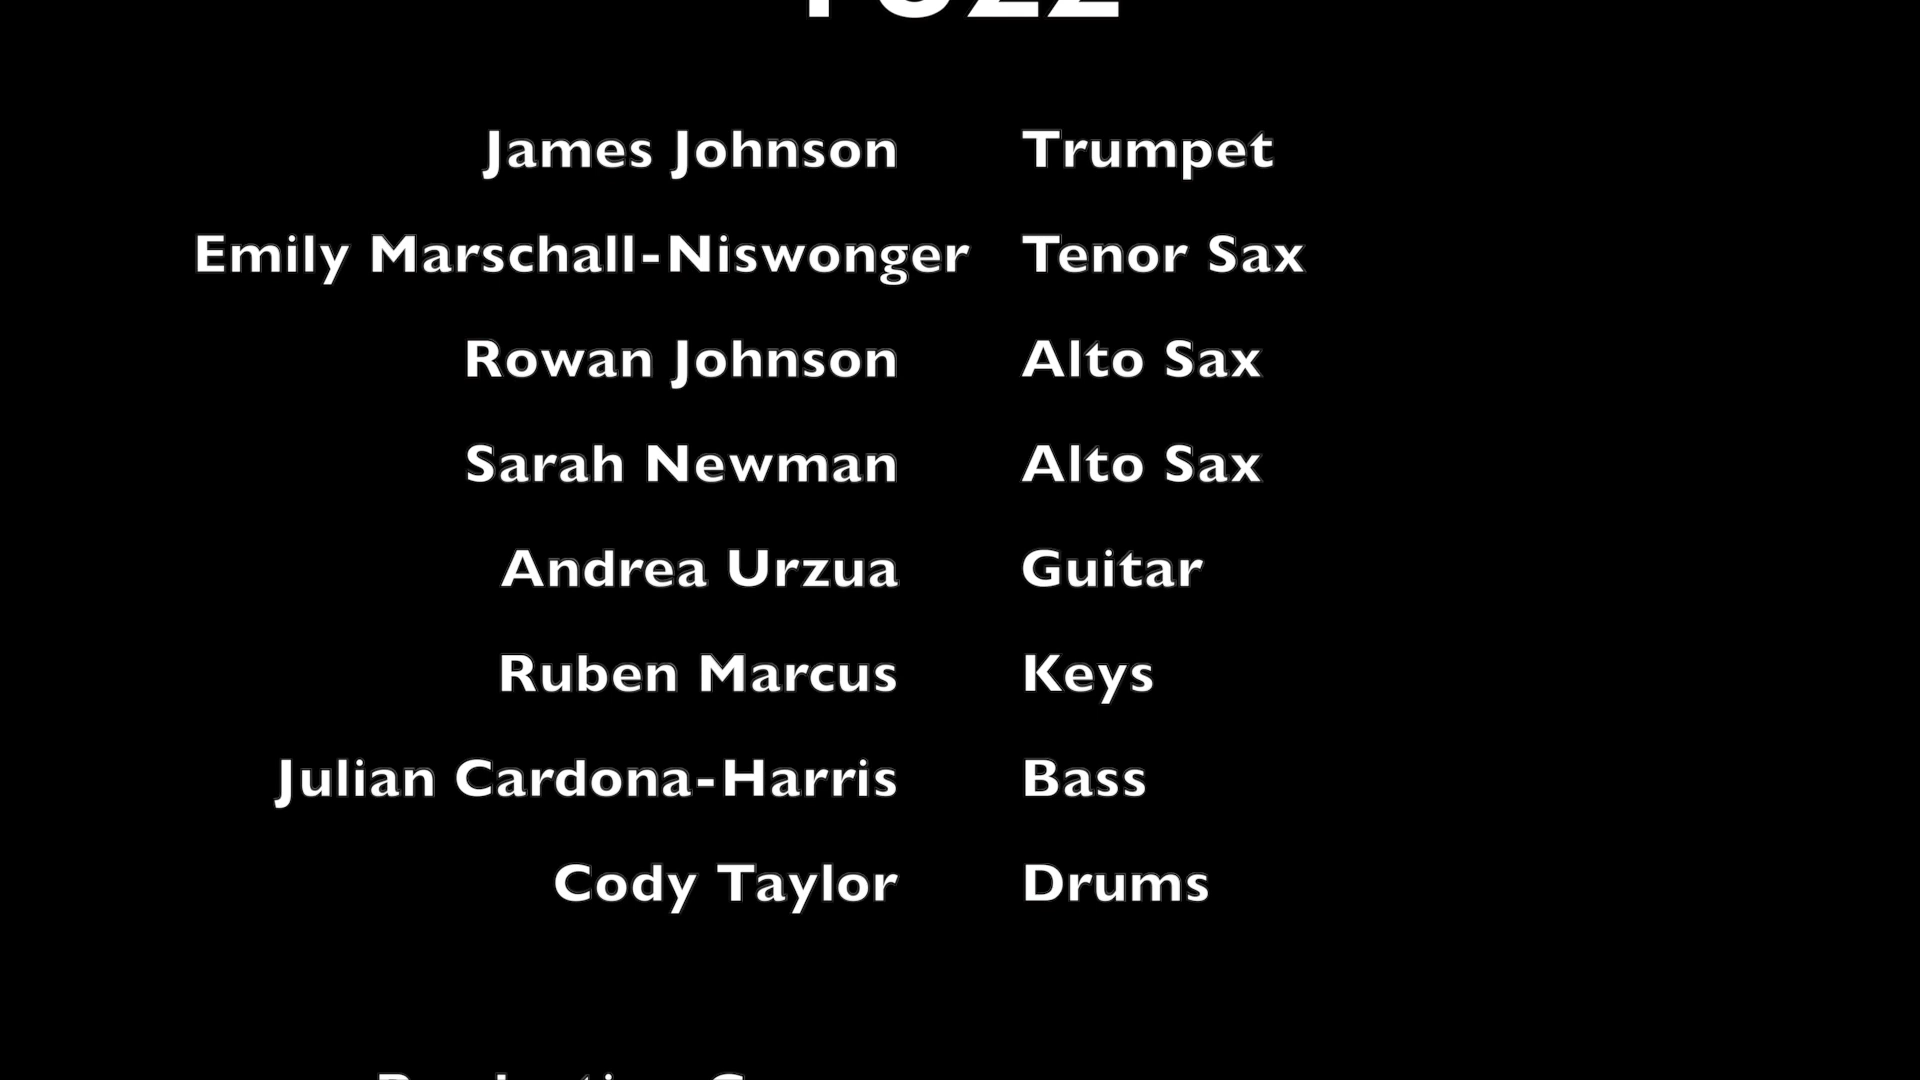 James Johnson Trumpet
Emily Marschall-Niswonger Tenor Sax
Rowan Johnson Alto Sax
Sarah Newman Alto Sax
Andrea Urzua Guitar
Ruben Marcus Keys
Julian Cardona-Harris Bass
Cody Taylor Drums